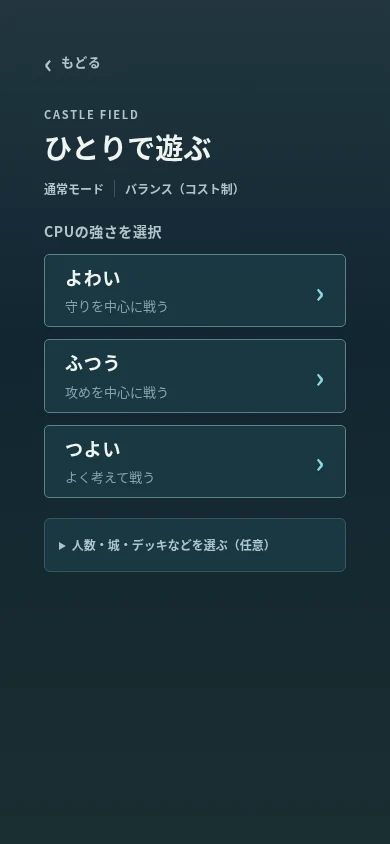 ‹ もどる
CASTLE FIELD
ひとりで遊ぶ
通常モード | バランス（コスト制）
CPUの強さを選択
よわい
守りを中心に戦う
ふつう
攻めを中心に戦う
つよい
よく考えて戦う
▶ 人数・城・デッキなどを選ぶ（任意）